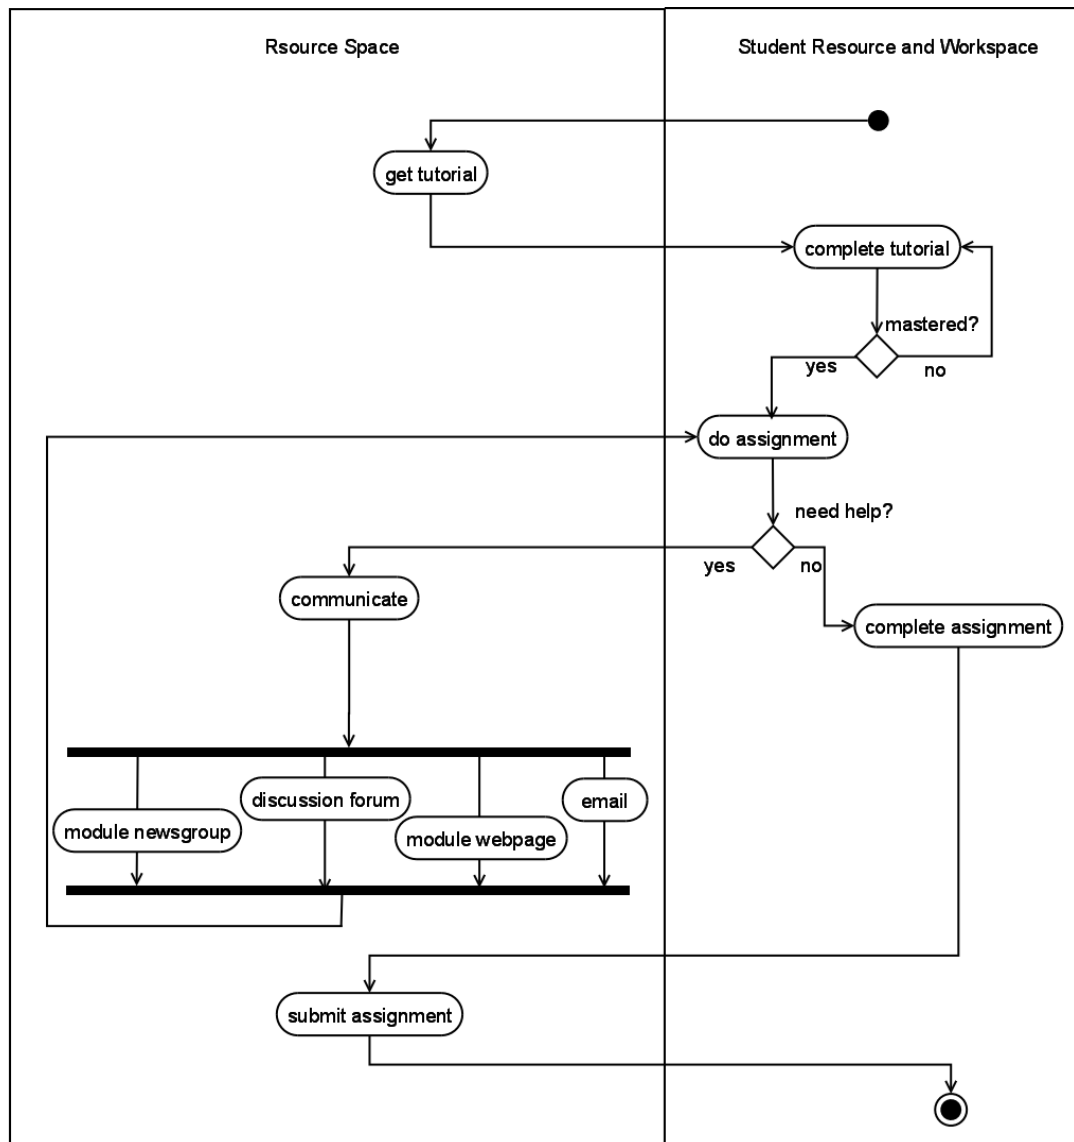 Rsource Space
Student Resource and Workspace
get tutorial
complete tutorial
mastered?
yes
no
do assignment
need help?
yes
no
communicate
complete assignment
module newsgroup
discussion forum
module webpage
email
submit assignment